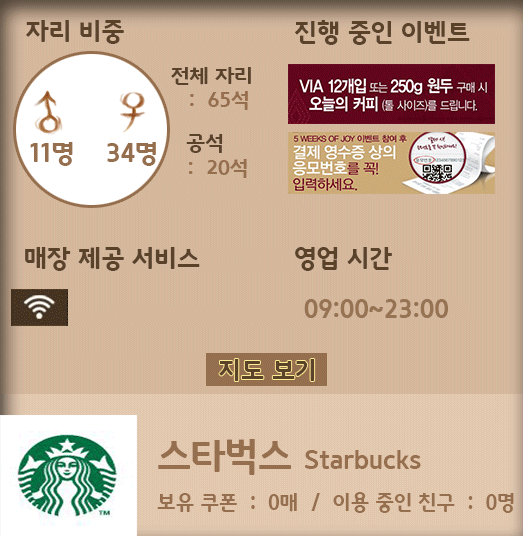 자리 비중
11명
34명
전체 자리
: 65석
공석
: 20석
진행 중인 이벤트
VIA 12개입 또는 250g 원두 구매 시
오늘의 커피 (톨 사이즈)를 드립니다.
5 WEEKS OF JOY 이벤트 참여 후
결제 영수증 상의
응모번호를 꼭!
입력하세요.
매장 제공 서비스
영업 시간
09:00~23:00
지도 보기
스타벅스 Starbucks
보유 쿠폰 : 0매 / 이용 중인 친구 : 0명
TM